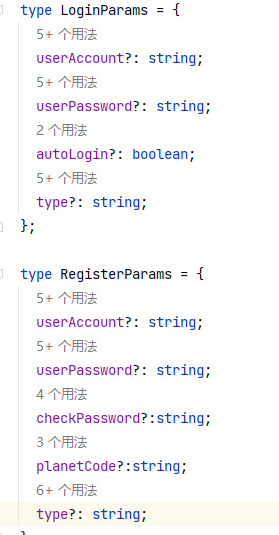 type LoginParams = {
5+ 个用法
userAccount?: string;
5+ 个用法
userPassword?: string;
2 个用法
autoLogin?: boolean;
5+ 个用法
type?: string;
};
type RegisterParams = {
5+ 个用法
userAccount?: string;
5+ 个用法
userPassword?: string;
4 个用法
checkPassword?:string;
3 个用法
planetCode?:string;
6+ 个用法
type?: string;